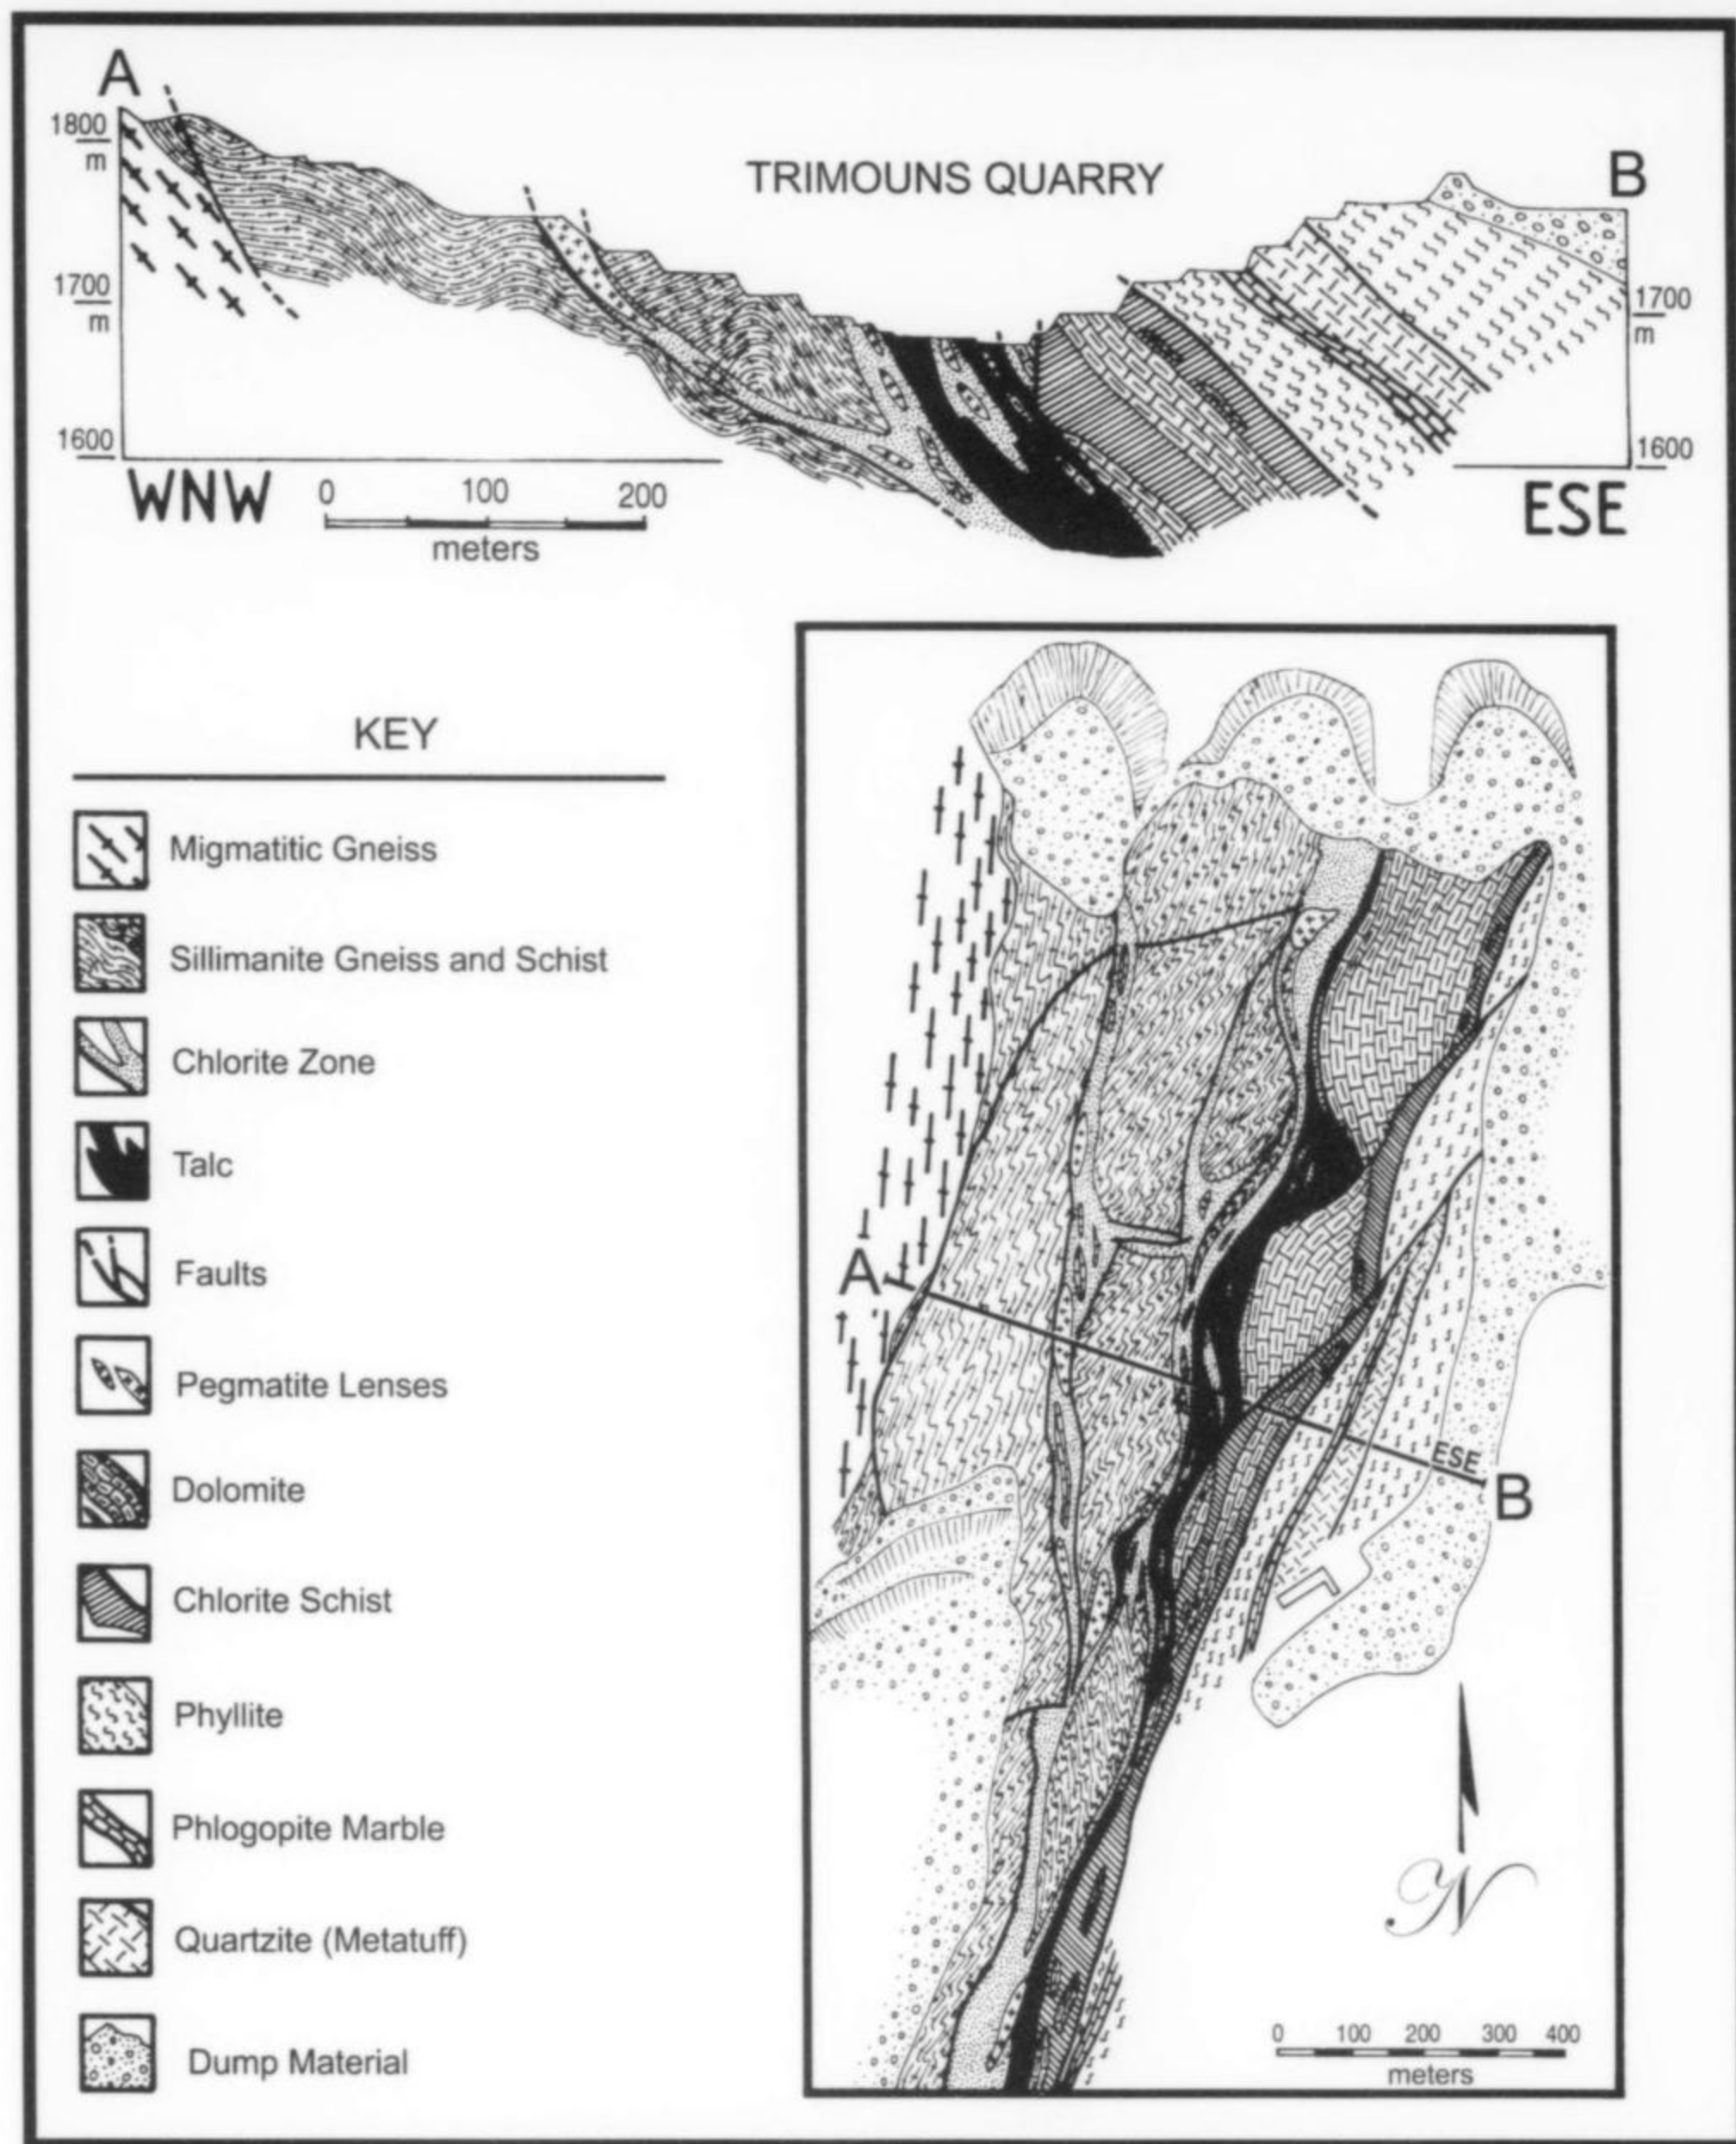 A
1800
m
TRIMOUNS QUARRY
B
1700
m
1700
m
1600
1600
WNW
0 100 200
meters
ESE
KEY
Migmatitic Gneiss
Sillimanite Gneiss and Schist
Chlorite Zone
Talc
Faults
Pegmatite Lenses
Dolomite
Chlorite Schist
Phyllite
Phlogopite Marble
Quartzite (Metatuff)
Dump Material
A
ESE
B
N
0 100 200 300 400
meters